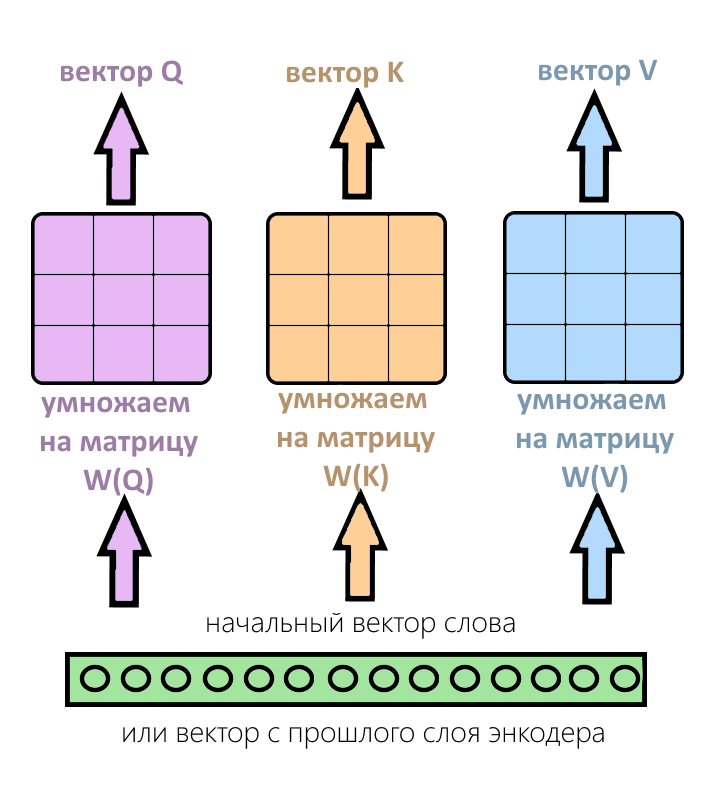 вектор Q
вектор K
вектор V
умножаем
на матрицу
W(Q)
умножаем
на матрицу
W(K)
умножаем
на матрицу
W(V)
начальный вектор слова
или вектор с прошлого слоя энкодера